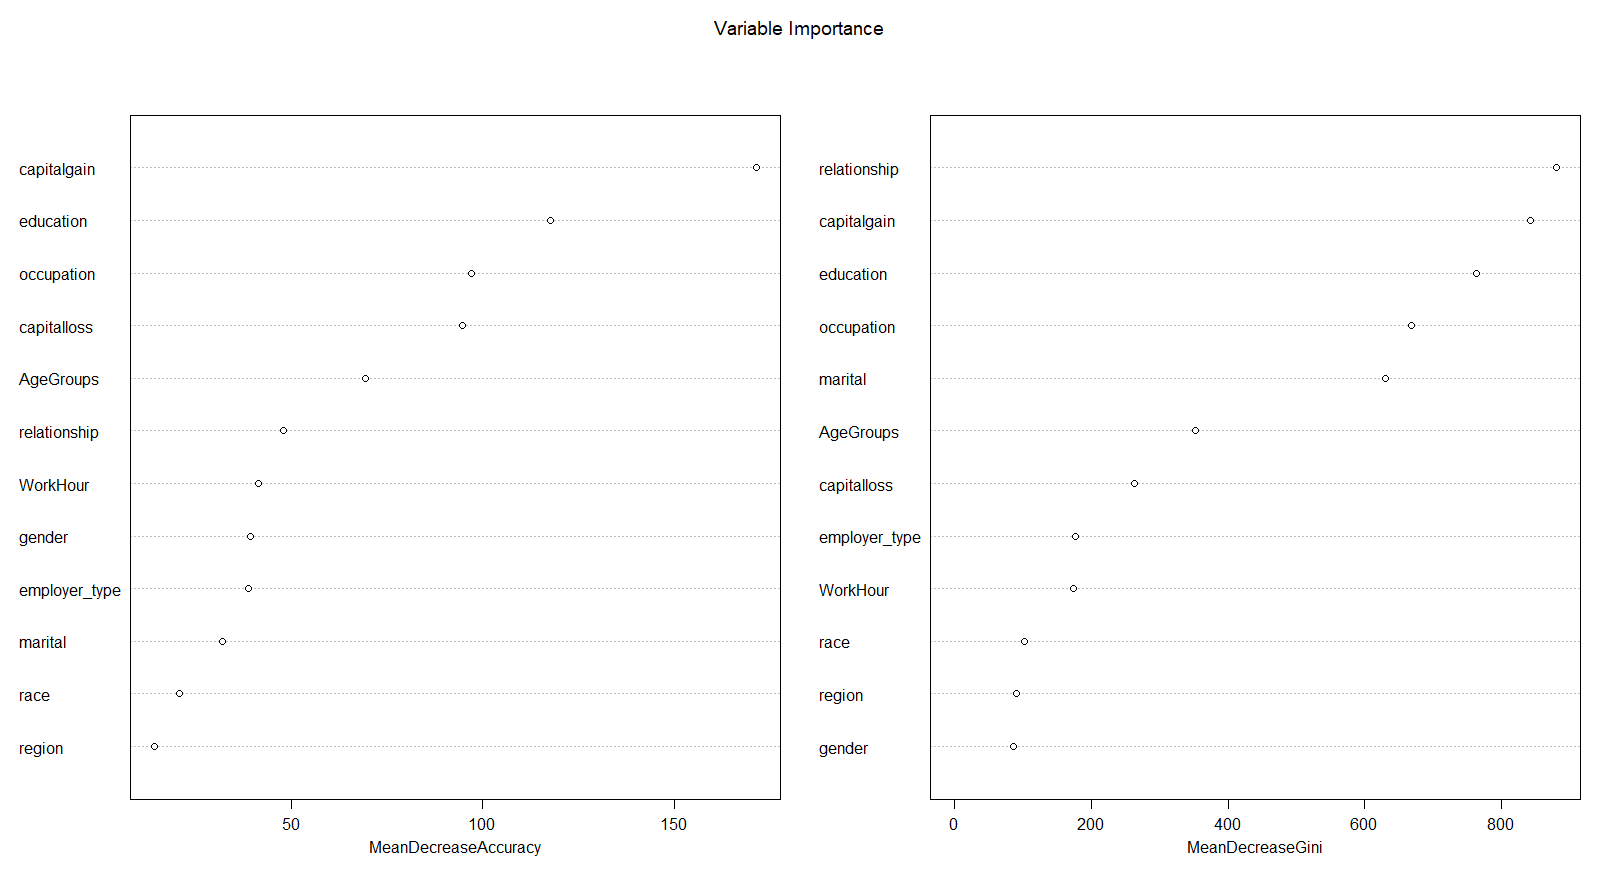 Variable Importance
capitalgain
education
occupation
capitalloss
AgeGroups
relationship
WorkHour
gender
employer_type
marital
race
region
50 100 150
MeanDecreaseAccuracy
relationship
capitalgain
education
occupation
marital
AgeGroups
capitalloss
employer_type
WorkHour
race
region
gender
0 200 400 600 800
MeanDecreaseGini